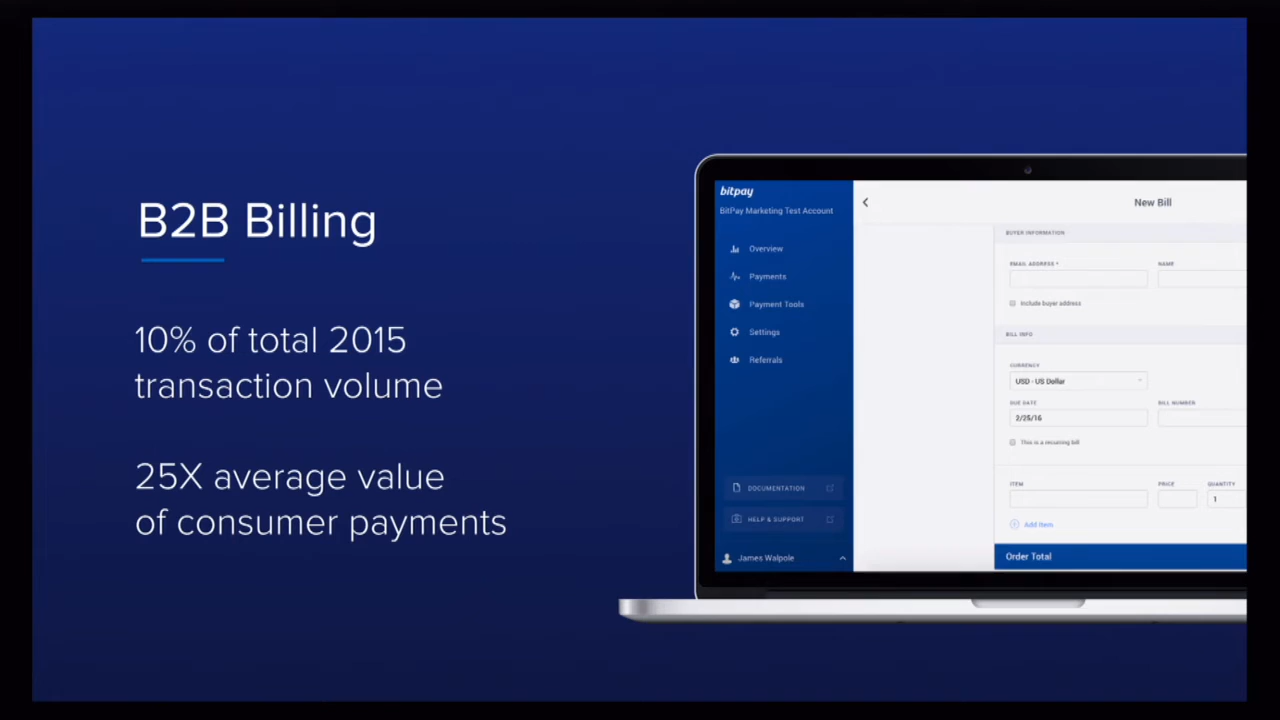 B2B Billing
10% of total 2015
transaction volume
25X average value
of consumer payments
bitpay
BitPay Marketing Test Account
Overview
Payments
Payment Tools
Settings
Referrals
DOCUMENTATION
HELP & SUPPORT
James Walpole
New Bill
BUYER INFORMATION
EMAIL ADDRESS * NAME
Include buyer address
BILL INFO
CURRENCY
USD - US Dollar
DUE DATE BILL NUMBER
2/25/16
This is a recurring bill
ITEM PRICE QUANTITY
1
Add Item
Order Total